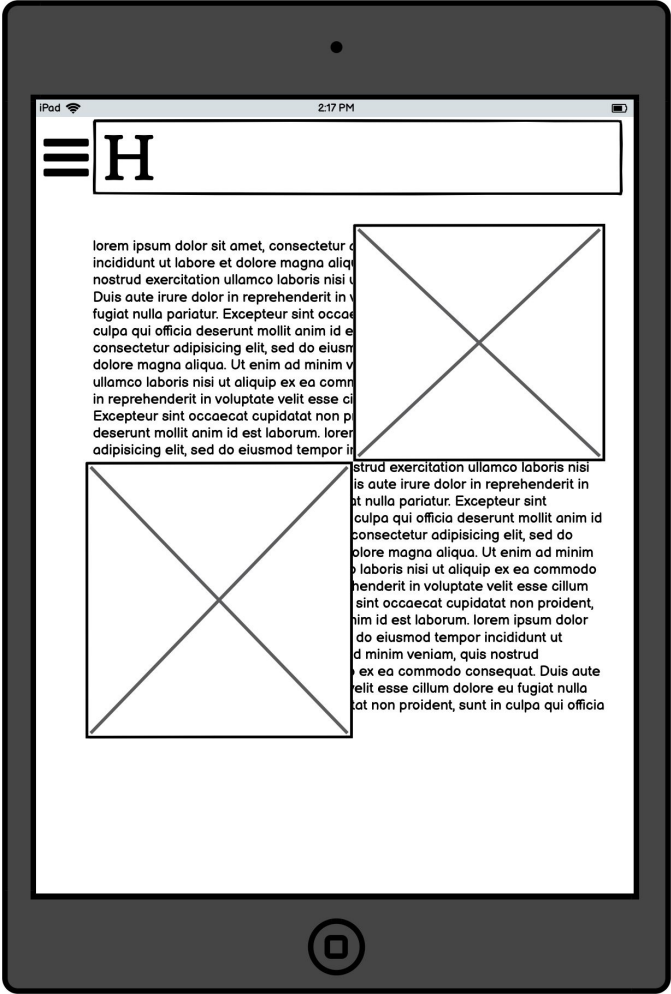 iPad
2:17 PM
H
lorem ipsum dolor sit amet, consectetur
incididunt ut labore et dolore magna
nostrud exercitation ullamco laboris nisi
Duis aute irure dolor in reprehenderit in
fugiat nulla pariatur. Excepteur sint
culpa qui officia deserunt mollit anim id
consectetur adipisicing elit, sed do
dolore magna aliqua. Ut enim ad minim
ullamco laboris nisi ut aliquip ex ea
in reprehenderit in voluptate velit esse
Excepteur sint occaecat cupidatat non
deserunt mollit anim id est laborum.
adipisicing elit, sed do eiusmod tempor
exercitation ullamco laboris nisi
aute irure dolor in reprehenderit in
nulla pariatur. Excepteur sint
culpa qui officia deserunt mollit anim id
consectetur adipisicing elit, sed do
magna aliqua. Ut enim ad minim
laboris nisi ut aliquip ex ea commodo
in voluptate velit esse cillum
sint occaecat cupidatat non proident,
id est laborum. lorem ipsum dolor
do eiusmod tempor incididunt ut
minim veniam, quis nostrud
ex ea commodo consequat. Duis aute
esse cillum dolore eu fugiat nulla
non proident, sunt in culpa qui officia